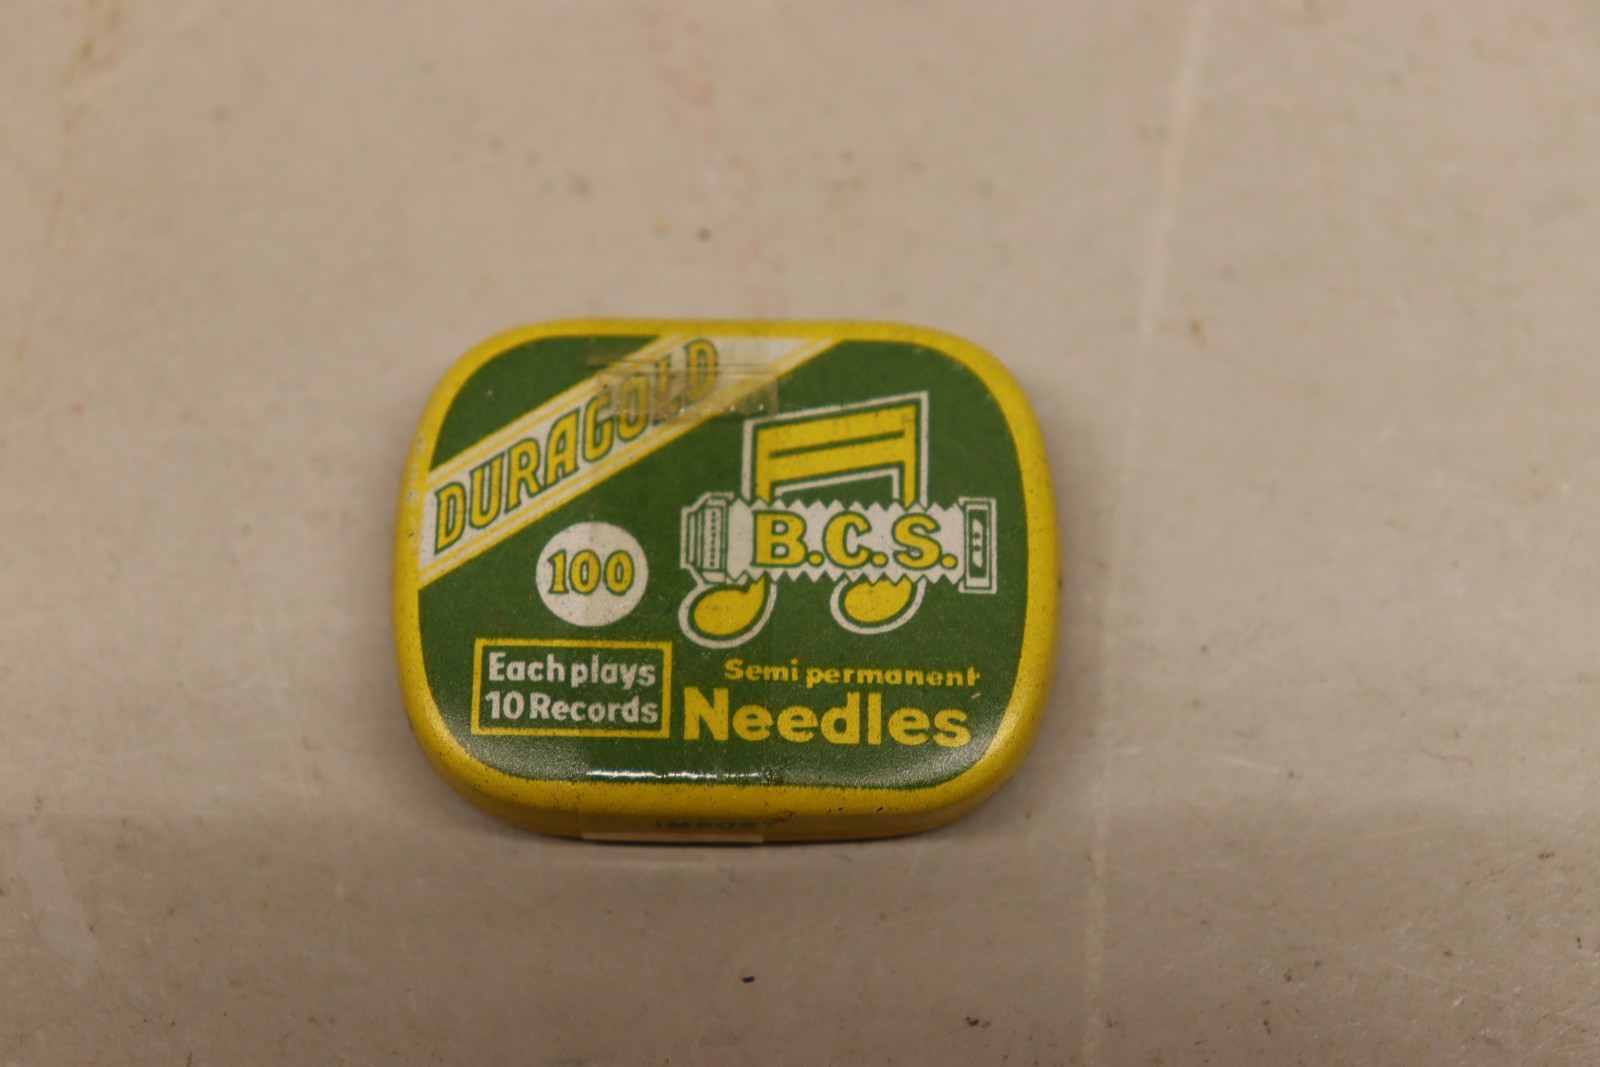 DURAGOLD
B.C.S.
100
Each plays
10 Records
Semi permanent
Needles